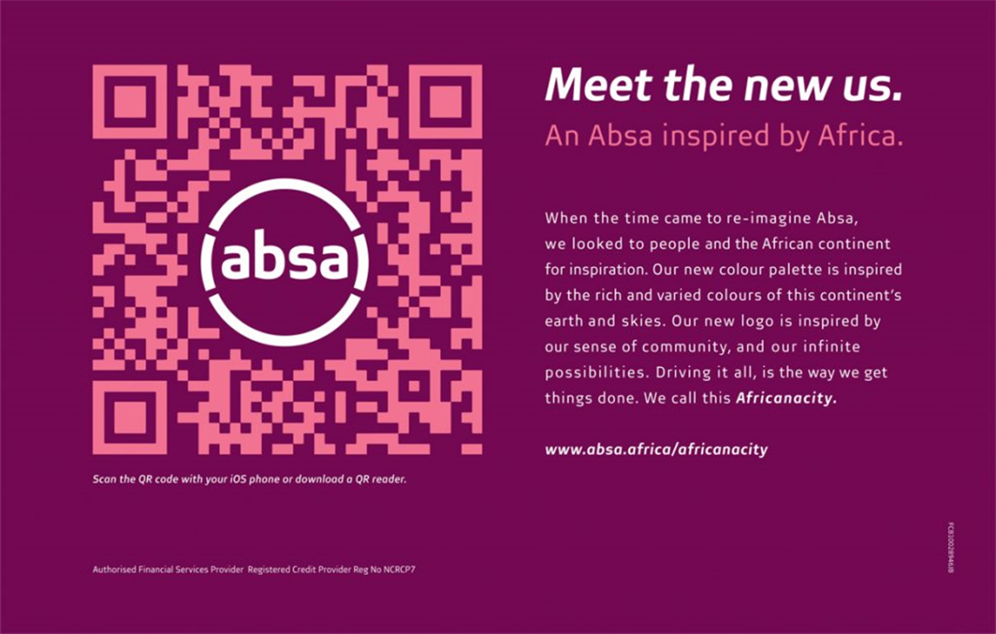 absa
Scan the QR code with your iOS phone or download a QR reader.
Authorised Financial Services Provider Registered Credit Provider Reg No NCRCP7
Meet the new us.
An Absa inspired by Africa.
When the time came to re-imagine Absa,
we looked to people and the African continent
for inspiration. Our new colour palette is inspired
by the rich and varied colours of this continent's
earth and skies. Our new logo is inspired by
our sense of community, and our infinite
possibilities. Driving it all, is the way we get
things done. We call this Africanacity.
www.absa.africa/africanacity